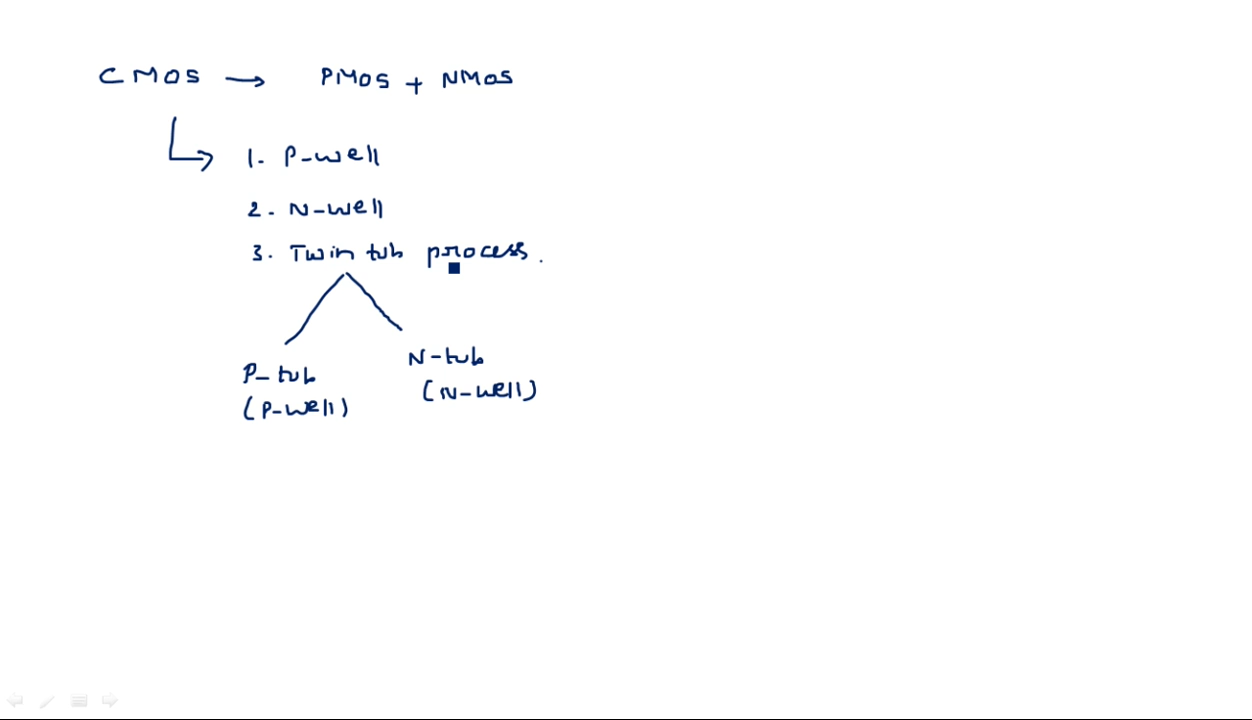 CMOS → PMOS + NMOS
1. P-well
2. N-well
3. Twin tub process.
P-tub
(P-well)
N-tub
(N-well)